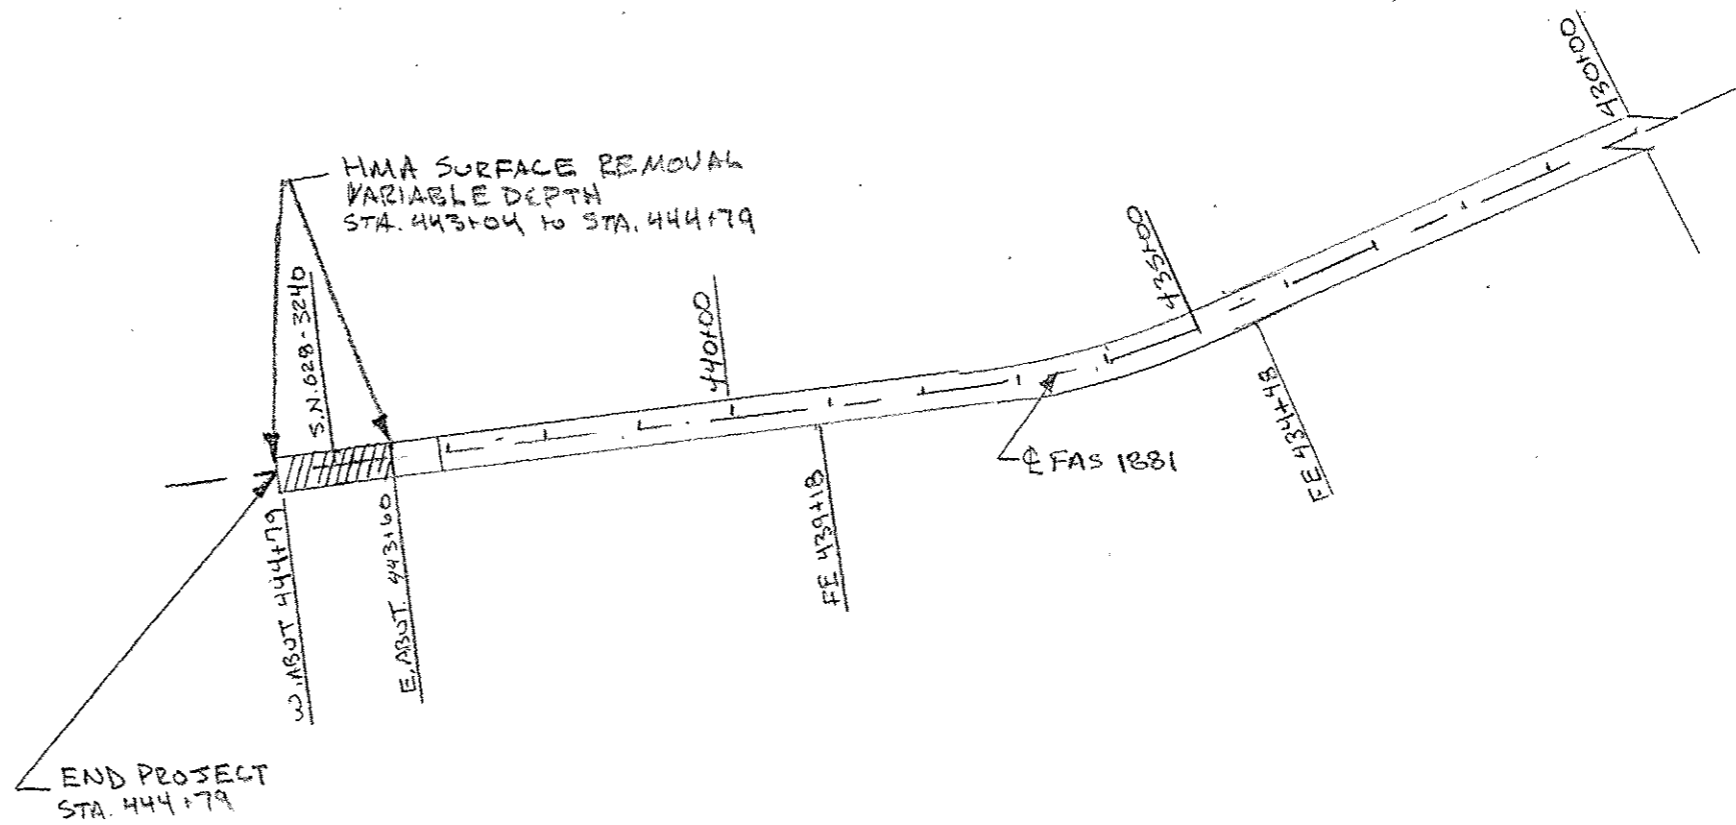 430+00
HMA SURFACE REMOVAL
VARIABLE DEPTH
STA. 443+04 to STA. 444+79
435+00
S.N. 628-3240
440+00
℄ FAS 1881
FE 434+48
FE 439+18
W. ABUT 444+79
E. ABUT. 443+60
END PROJECT
STA. 444+79